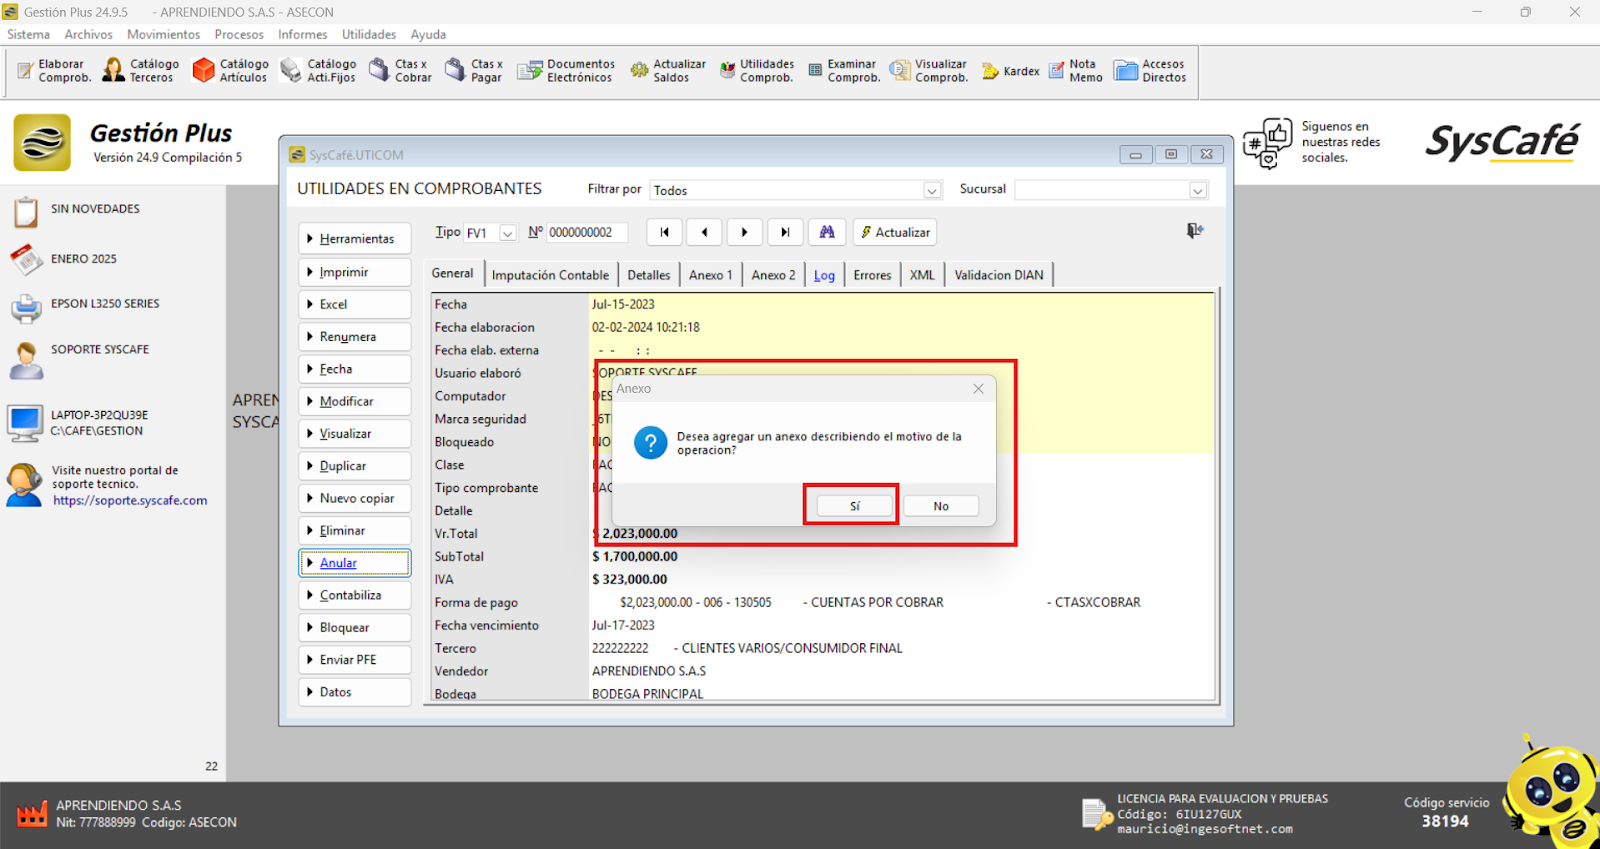 Gestión Plus 24.9.5 - APRENDIENDO S.A.S - ASECON
Sistema Archivos Movimientos Procesos Informes Utilidades Ayuda
Elaborar Comprob.
Catálogo Terceros
Catálogo Artículos
Catálogo Acti.Fijos
Ctas x Cobrar
Ctas x Pagar
Documentos Electrónicos
Actualizar Saldos
Utilidades Comprob.
Examinar Comprob.
Visualizar Comprob.
Kardex
Nota Memo
Accesos Directos
Gestión Plus
Versión 24.9 Compilación 5
Siguenos en
nuestras redes
sociales.
SysCafé
SIN NOVEDADES
ENERO 2025
EPSON L3250 SERIES
SOPORTE SYSCAFE
LAPTOP-3P2QU39E
C:\CAFE\GESTION
Visite nuestro portal de
soporte tecnico.
https://soporte.syscafe.com
22
APREN
SYSCA
SysCafé.UTICOM
UTILIDADES EN COMPROBANTES Filtrar por Todos Sucursal
Tipo FV1 Nº 0000000002 Actualizar
Herramientas
Imprimir
Excel
Renumera
Fecha
Modificar
Visualizar
Duplicar
Nuevo copiar
Eliminar
Anular
Contabiliza
Bloquear
Enviar PFE
Datos
General Imputación Contable Detalles Anexo 1 Anexo 2 Log Errores XML Validacion DIAN
Fecha Jul-15-2023
Fecha elaboracion 02-02-2024 10:21:18
Fecha elab. externa - - : :
Usuario elaboró SOPORTE SYSCAFE
Computador DES
Marca seguridad
Bloqueado NO
Clase FAC
Tipo comprobante FAC
Detalle
Vr.Total $ 2,023,000.00
SubTotal $ 1,700,000.00
IVA $ 323,000.00
Forma de pago $2,023,000.00 - 006 - 130505 - CUENTAS POR COBRAR - CTASXCOBRAR
Fecha vencimiento Jul-17-2023
Tercero 222222222 - CLIENTES VARIOS/CONSUMIDOR FINAL
Vendedor APRENDIENDO S.A.S
Bodega BODEGA PRINCIPAL
Anexo
Desea agregar un anexo describiendo el motivo de la
operacion?
Sí No
APRENDIENDO S.A.S
Nit: 777888999 Codigo: ASECON
LICENCIA PARA EVALUACION Y PRUEBAS
Código: 6IU127GUX
mauricio@ingesoftnet.com
Código servicio
38194